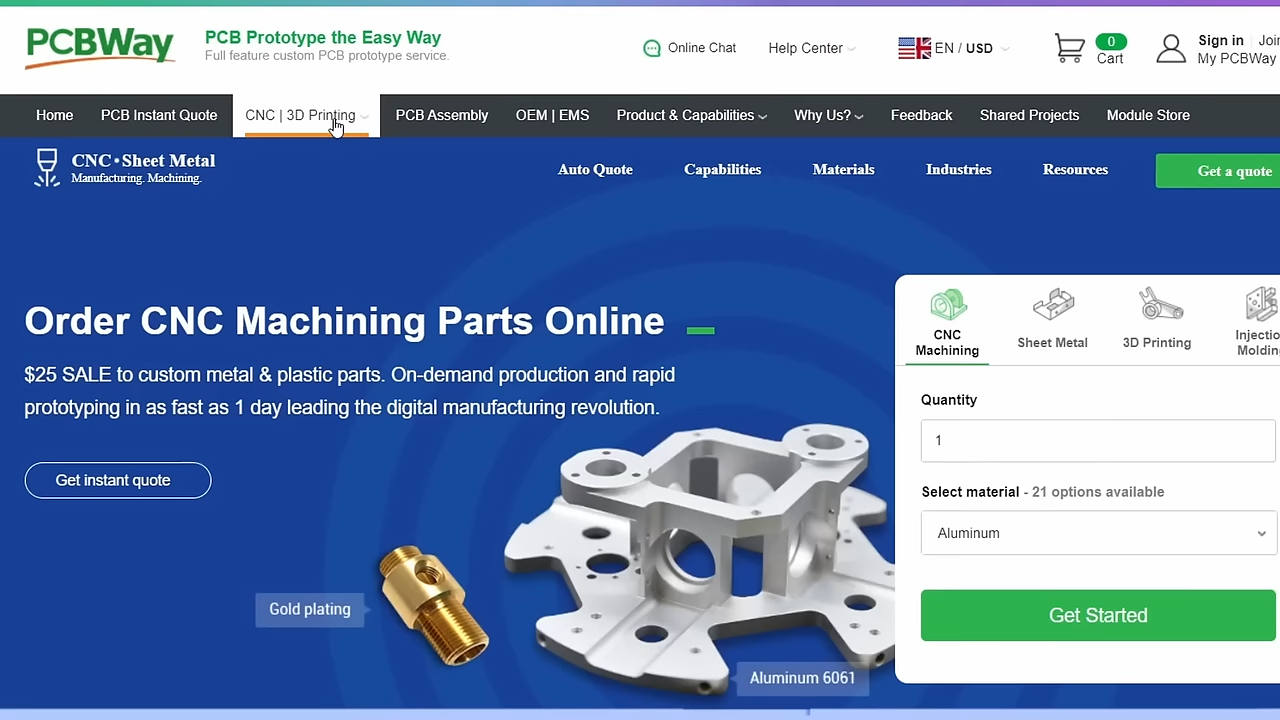 PCBWay
PCB Prototype the Easy Way
Full feature custom PCB prototype service.
Online Chat
Help Center
EN / USD
0
Cart
Sign in
My PCBWay
Home
PCB Instant Quote
CNC | 3D Printing
PCB Assembly
OEM | EMS
Product & Capabilities
Why Us?
Feedback
Shared Projects
Module Store
CNC•Sheet Metal
Manufacturing. Machining.
Auto Quote
Capabilities
Materials
Industries
Resources
Get a quote
Order CNC Machining Parts Online
$25 SALE to custom metal & plastic parts. On-demand production and rapid
prototyping in as fast as 1 day leading the digital manufacturing revolution.
Get instant quote
Gold plating
Aluminum 6061
CNC
Machining
Sheet Metal
3D Printing
Quantity
1
Select material - 21 options available
Aluminum
Get Started